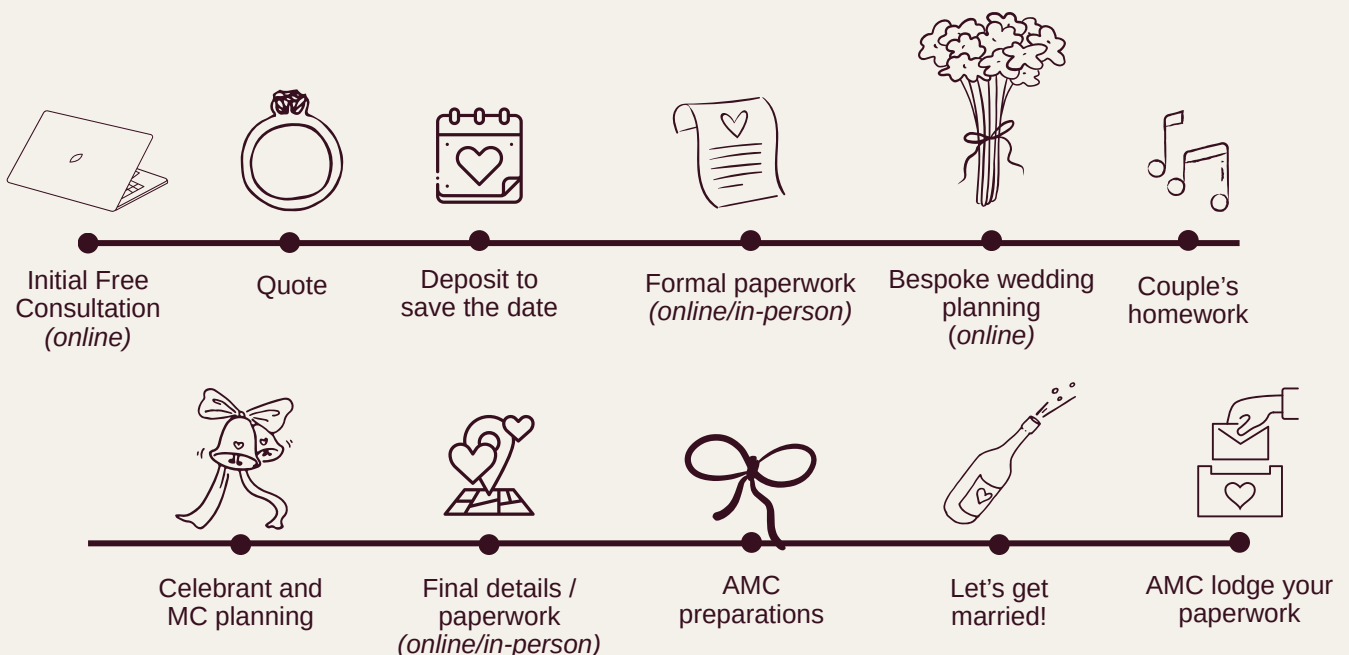 Initial Free
Consultation
(online)
Quote
Deposit to
save the date
Formal paperwork
(online/in-person)
Bespoke wedding
planning
(online)
Couple’s
homework
Celebrant and
MC planning
Final details /
paperwork
(online/in-person)
AMC
preparations
Let’s get
married!
AMC lodge your
paperwork